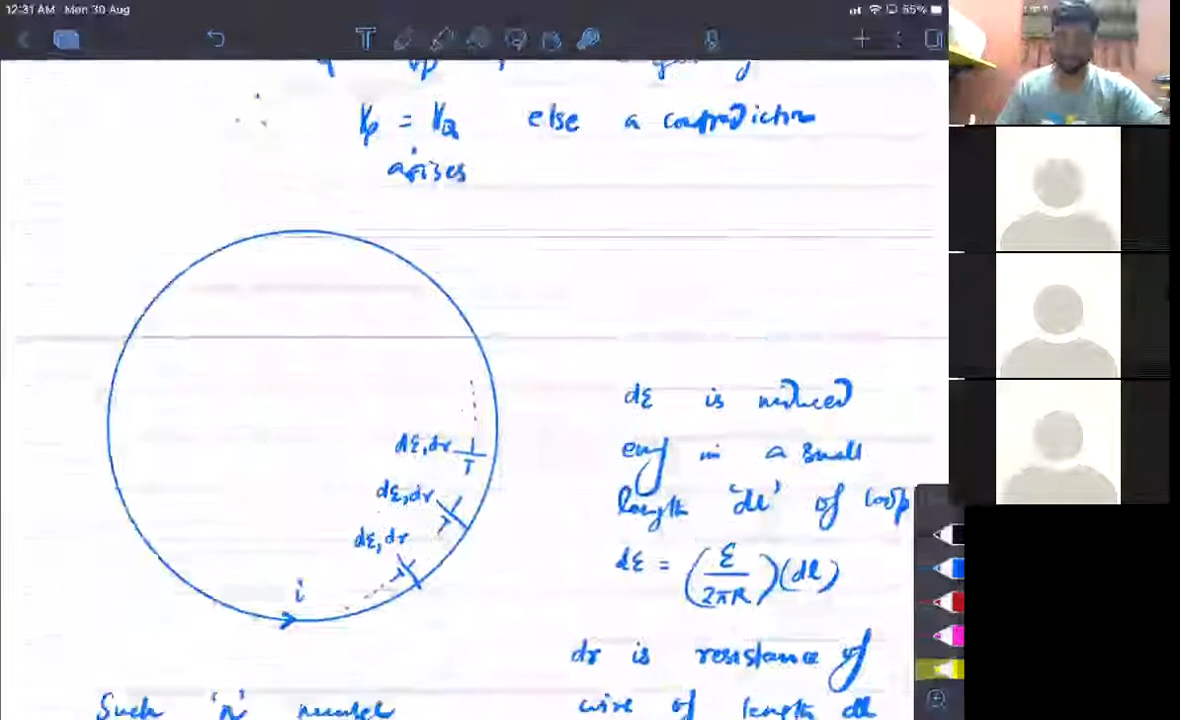 12:31 AM Mon 30 Aug
55%
T
Vp = VQ else a contradiction
arises
dε is induced
dε, dr
emf in a small
dε, dr
length 'dl' of loop
dε, dr
dε = (ε/2πR)(dl)
i
dr is resistance of
Such 'n' number
wire of length dl